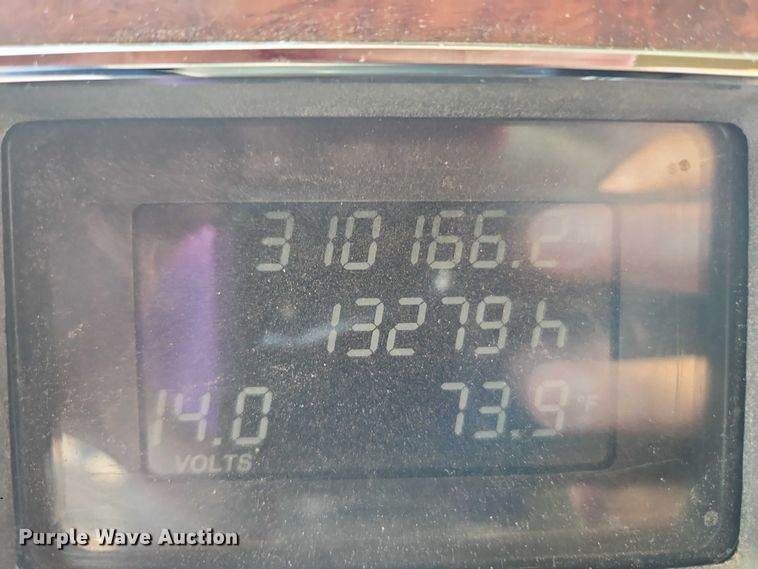 310166.2
13279 h
14.0 73.9 °F
VOLTS
Purple Wave Auction